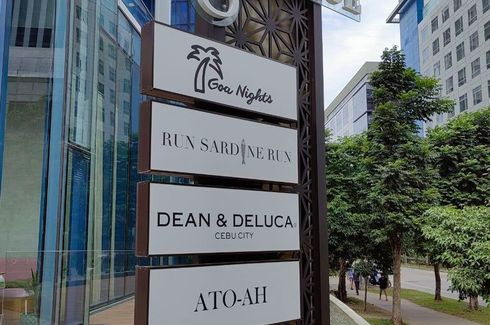 Goa Nights
RUN SARDINE RUN
DEAN & DELUCA®
CEBU CITY
ATO-AH